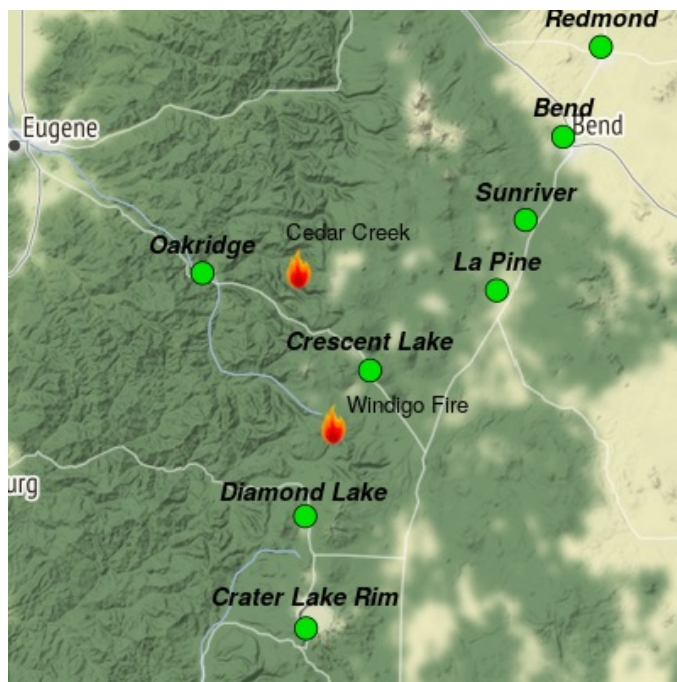 Redmond
Bend
Bend
Eugene
Sunriver
Cedar Creek
Oakridge
La Pine
Crescent Lake
Windigo Fire
urg
Diamond Lake
Crater Lake Rim